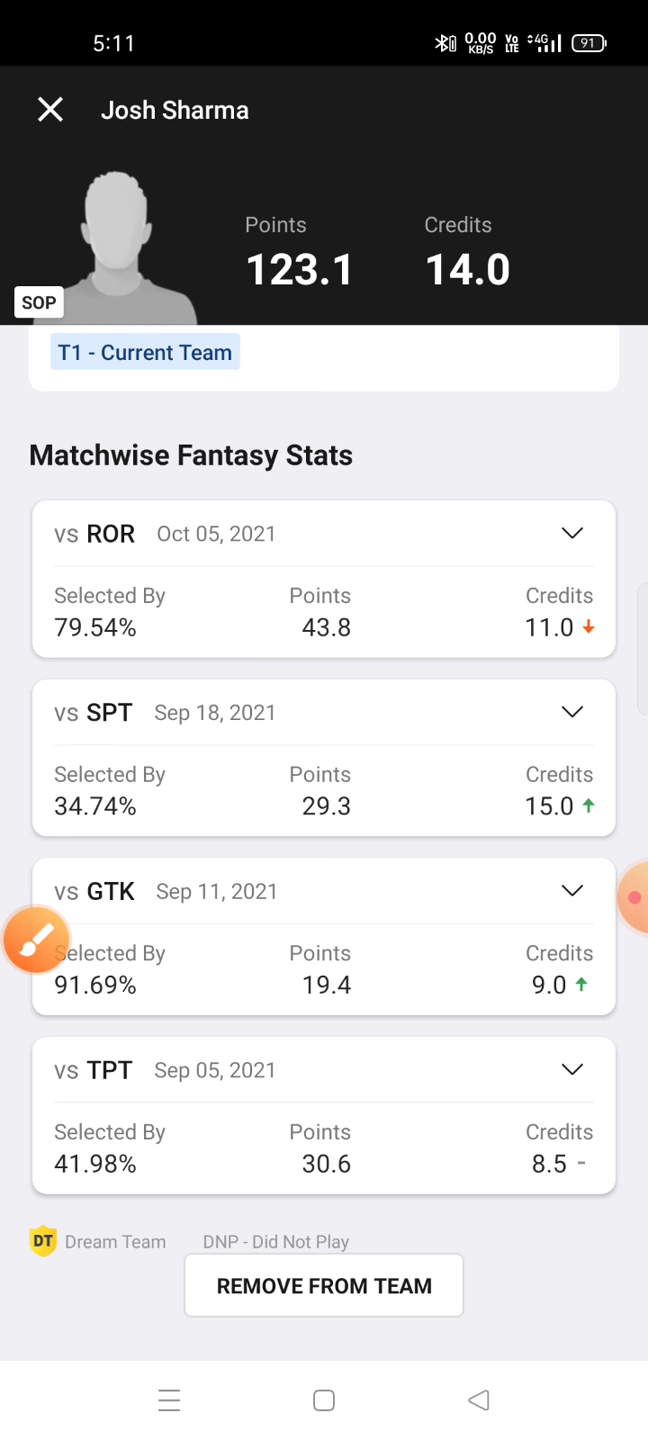 5:11 0.00 KB/S Vo LTE 4G 91
Josh Sharma
Points Credits
123.1 14.0
SOP
T1 - Current Team
Matchwise Fantasy Stats
vs ROR Oct 05, 2021
Selected By Points Credits
79.54% 43.8 11.0
vs SPT Sep 18, 2021
Selected By Points Credits
34.74% 29.3 15.0
vs GTK Sep 11, 2021
Selected By Points Credits
91.69% 19.4 9.0
vs TPT Sep 05, 2021
Selected By Points Credits
41.98% 30.6 8.5 -
DT Dream Team DNP - Did Not Play
REMOVE FROM TEAM